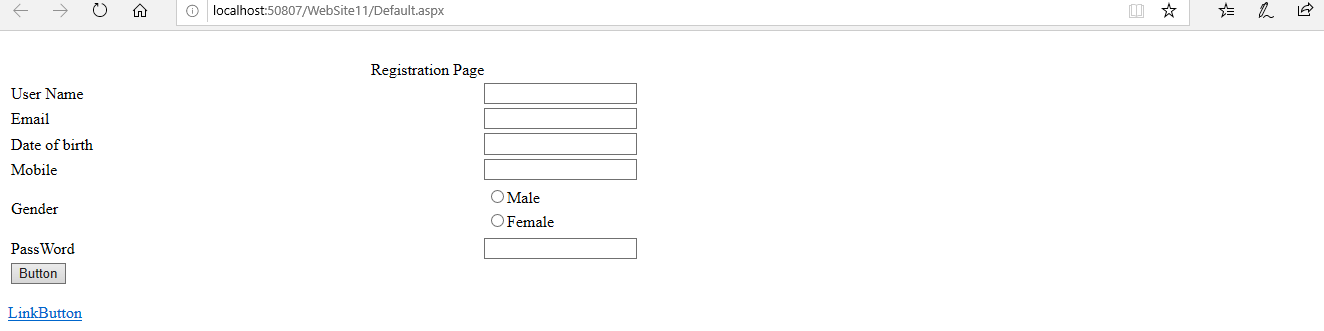 localhost:50807/WebSite11/Default.aspx
Registration Page
User Name
Email
Date of birth
Mobile
Gender
Male
Female
PassWord
Button
LinkButton